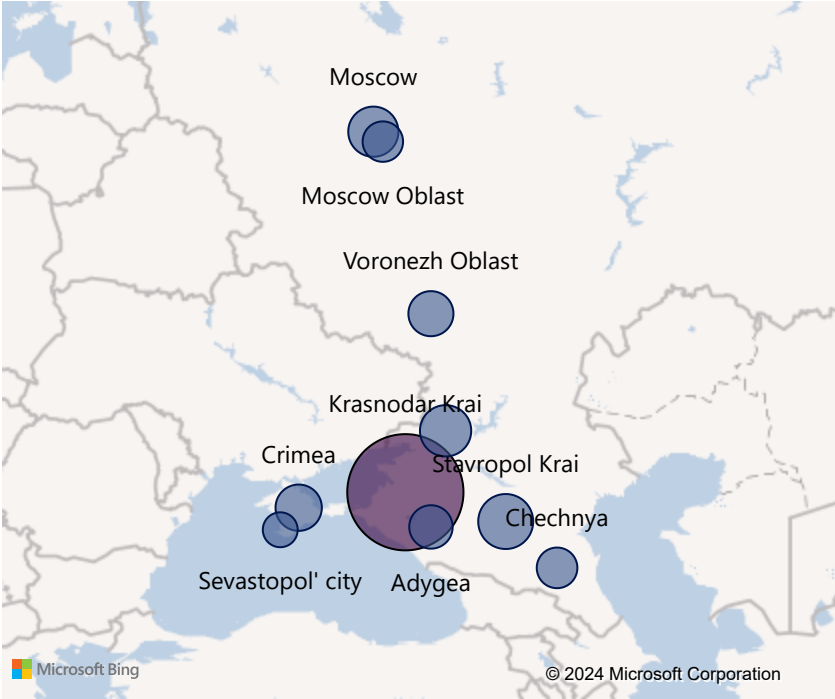 Moscow
Moscow Oblast
Voronezh Oblast
Krasnodar Krai
Crimea
Stavropol Krai
Chechnya
Sevastopol' city
Adygea
Microsoft Bing
© 2024 Microsoft Corporation